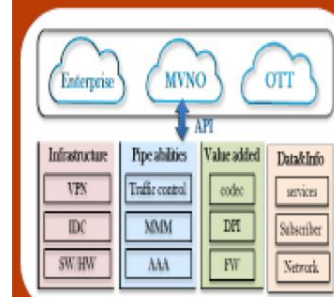 Enterprise MVNO OTT
API
Infrastructure Pipe abilities Value added Data&Info
VPN Traffic control codec services
IDC MMM DPI Subscriber
SW/HW AAA FW Network